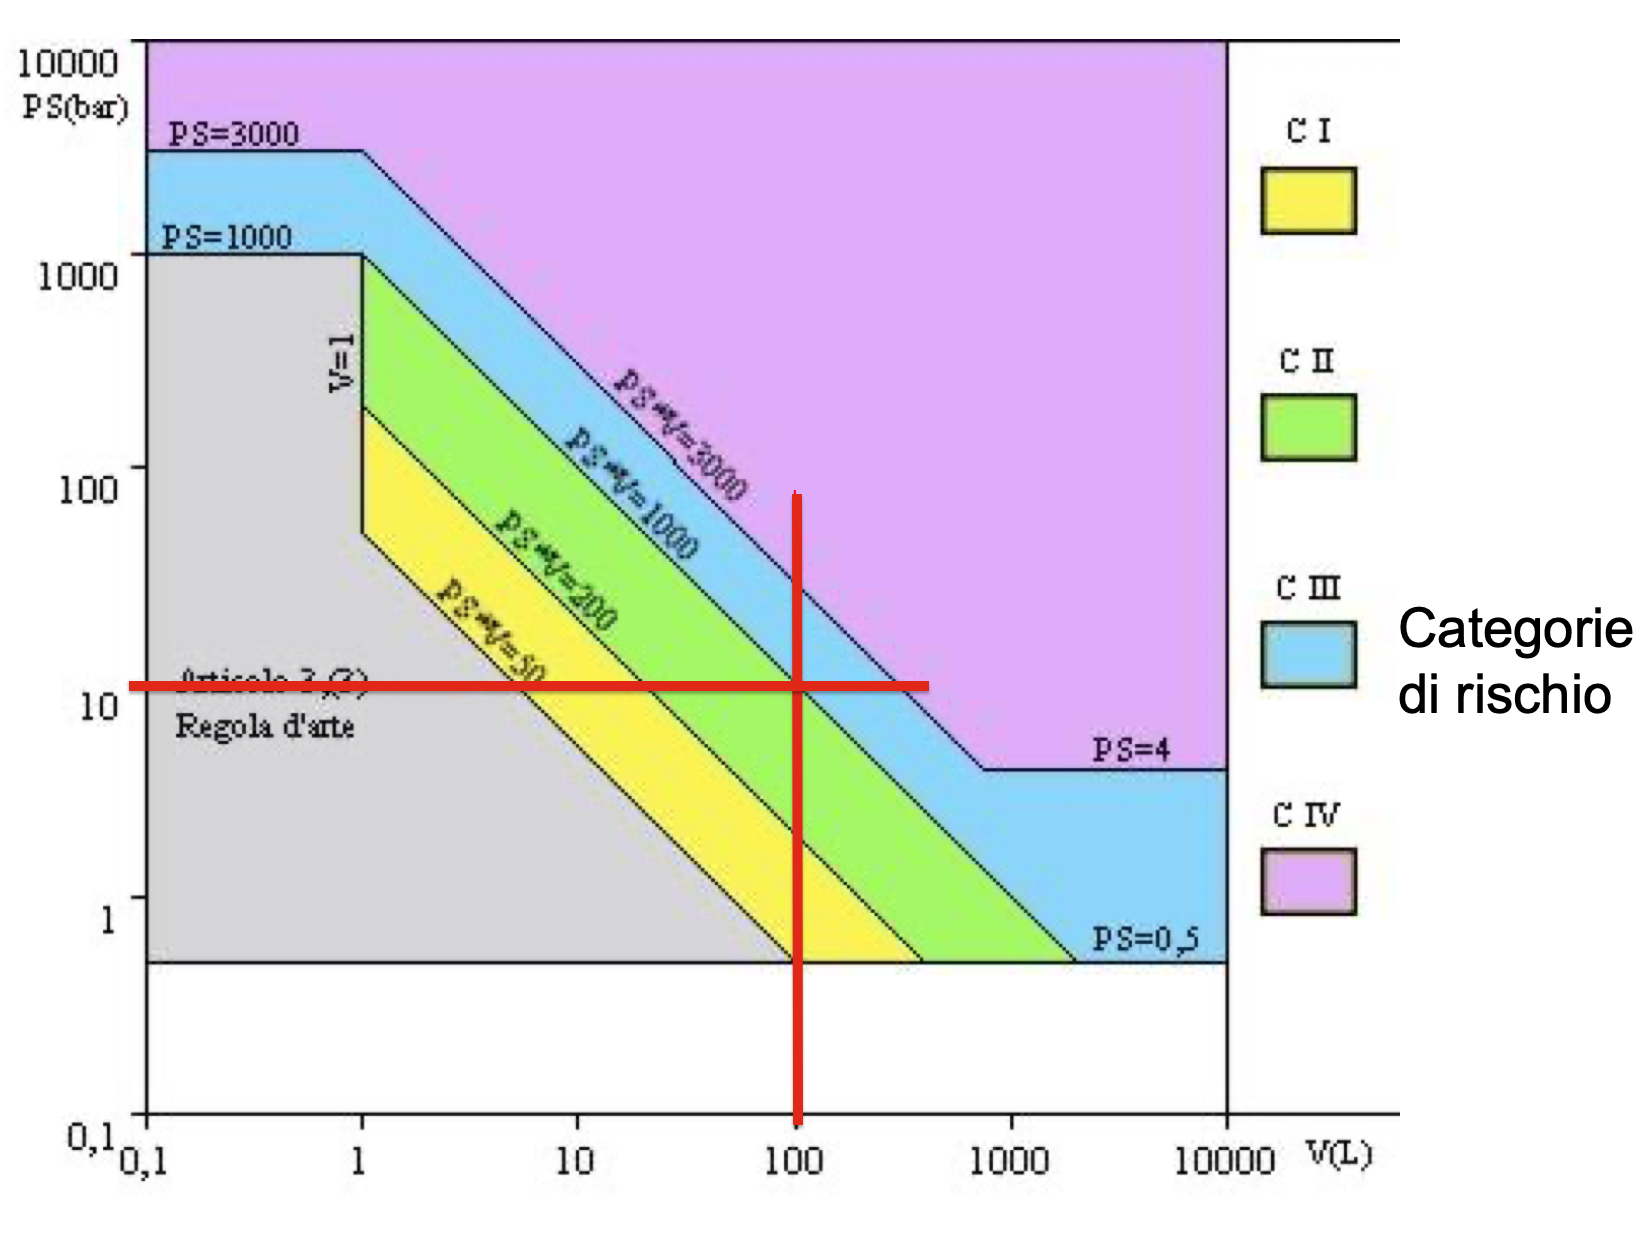 10000
PS(bar)
PS=3000
PS=1000
1000
V=1
100
PS*V=3000
PS*V=1000
PS*V=200
PS*V=50
Articolo 3,(3)
10
Regola d'arte
PS=4
1
PS=0,5
0,1
0,1
1
10
100
1000
10000
V(L)
C I
C II
C III
C IV
Categorie
di rischio